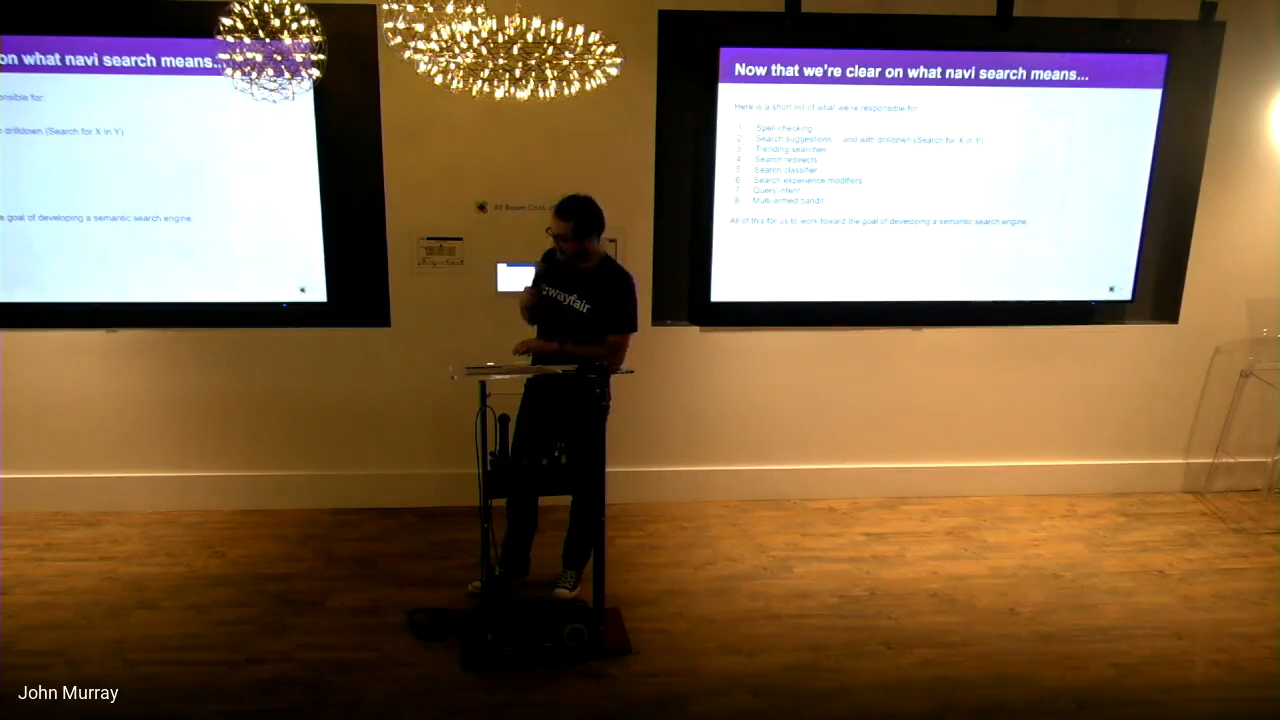 on what navi search means...
drilldown (Search for X in Y)
goal of developing a semantic search engine
Now that we're clear on what navi search means...
Here is a short list of what we're responsible for:
1 Spell checking
2 Search suggestions and with drilldown (Search for X in Y)
3 Trending searches
4 Search redirects
5 Search classifier
6 Search experience modifiers
7 Query intent
8 Multi-armed bandit
All of this for us to work toward the goal of developing a semantic search engine
AV Room
wayfair
John Murray